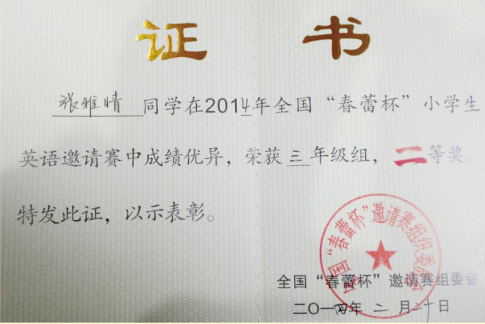 证书
张雅晴 同学在2014年全国“春蕾杯”小学生
英语邀请赛中成绩优异，荣获三年级组，二等奖。
特发此证，以示表彰。
全国“春蕾杯”邀请赛组织委员会
全国“春蕾杯”邀请赛组委会
二〇一四年二月二十日